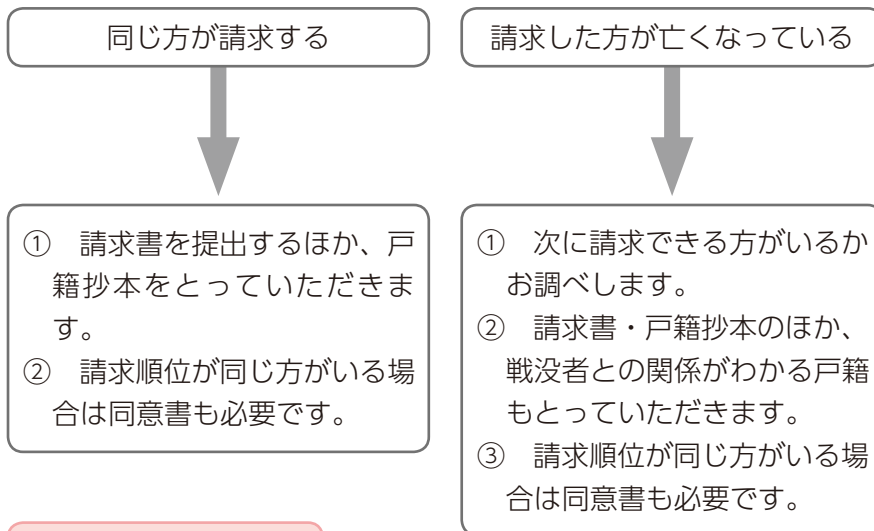 同じ方が請求する
① 請求書を提出するほか、戸
籍抄本をとっていただきま
す。
② 請求順位が同じ方がいる場
合は同意書も必要です。
請求した方が亡くなっている
① 次に請求できる方がいるか
お調べします。
② 請求書・戸籍抄本のほか、
戦没者との関係がわかる戸籍
もとっていただきます。
③ 請求順位が同じ方がいる場
合は同意書も必要です。